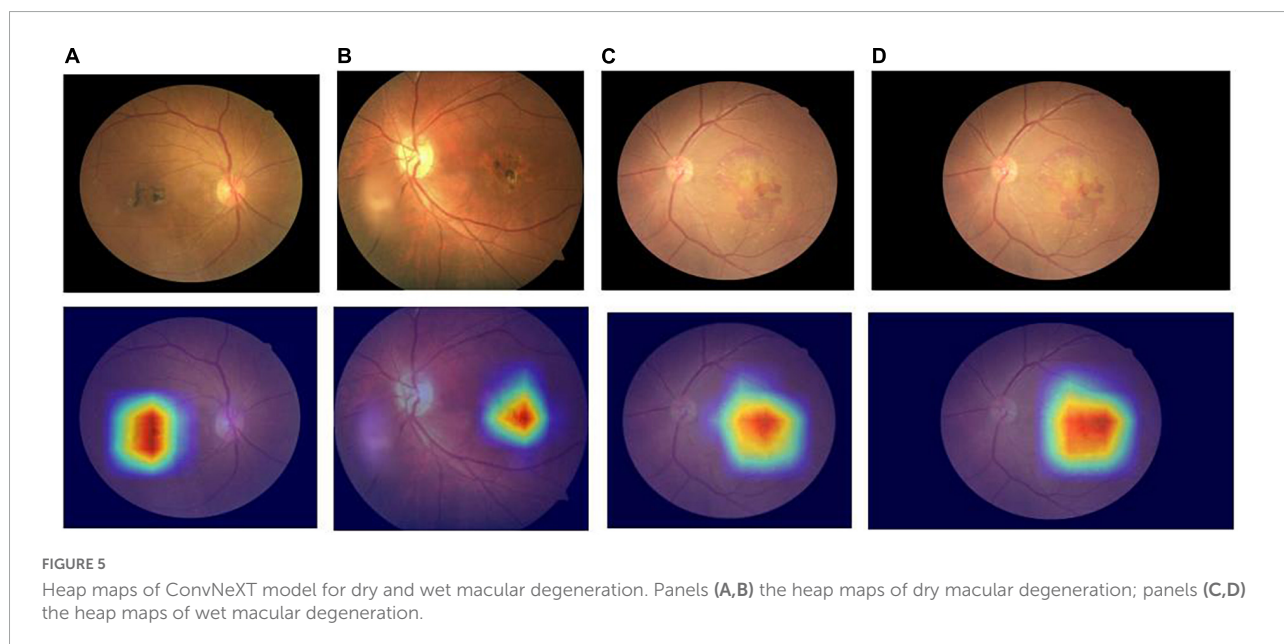 A B C D
FIGURE 5
Heap maps of ConvNeXT model for dry and wet macular degeneration. Panels (A,B) the heap maps of dry macular degeneration; panels (C,D)
the heap maps of wet macular degeneration.